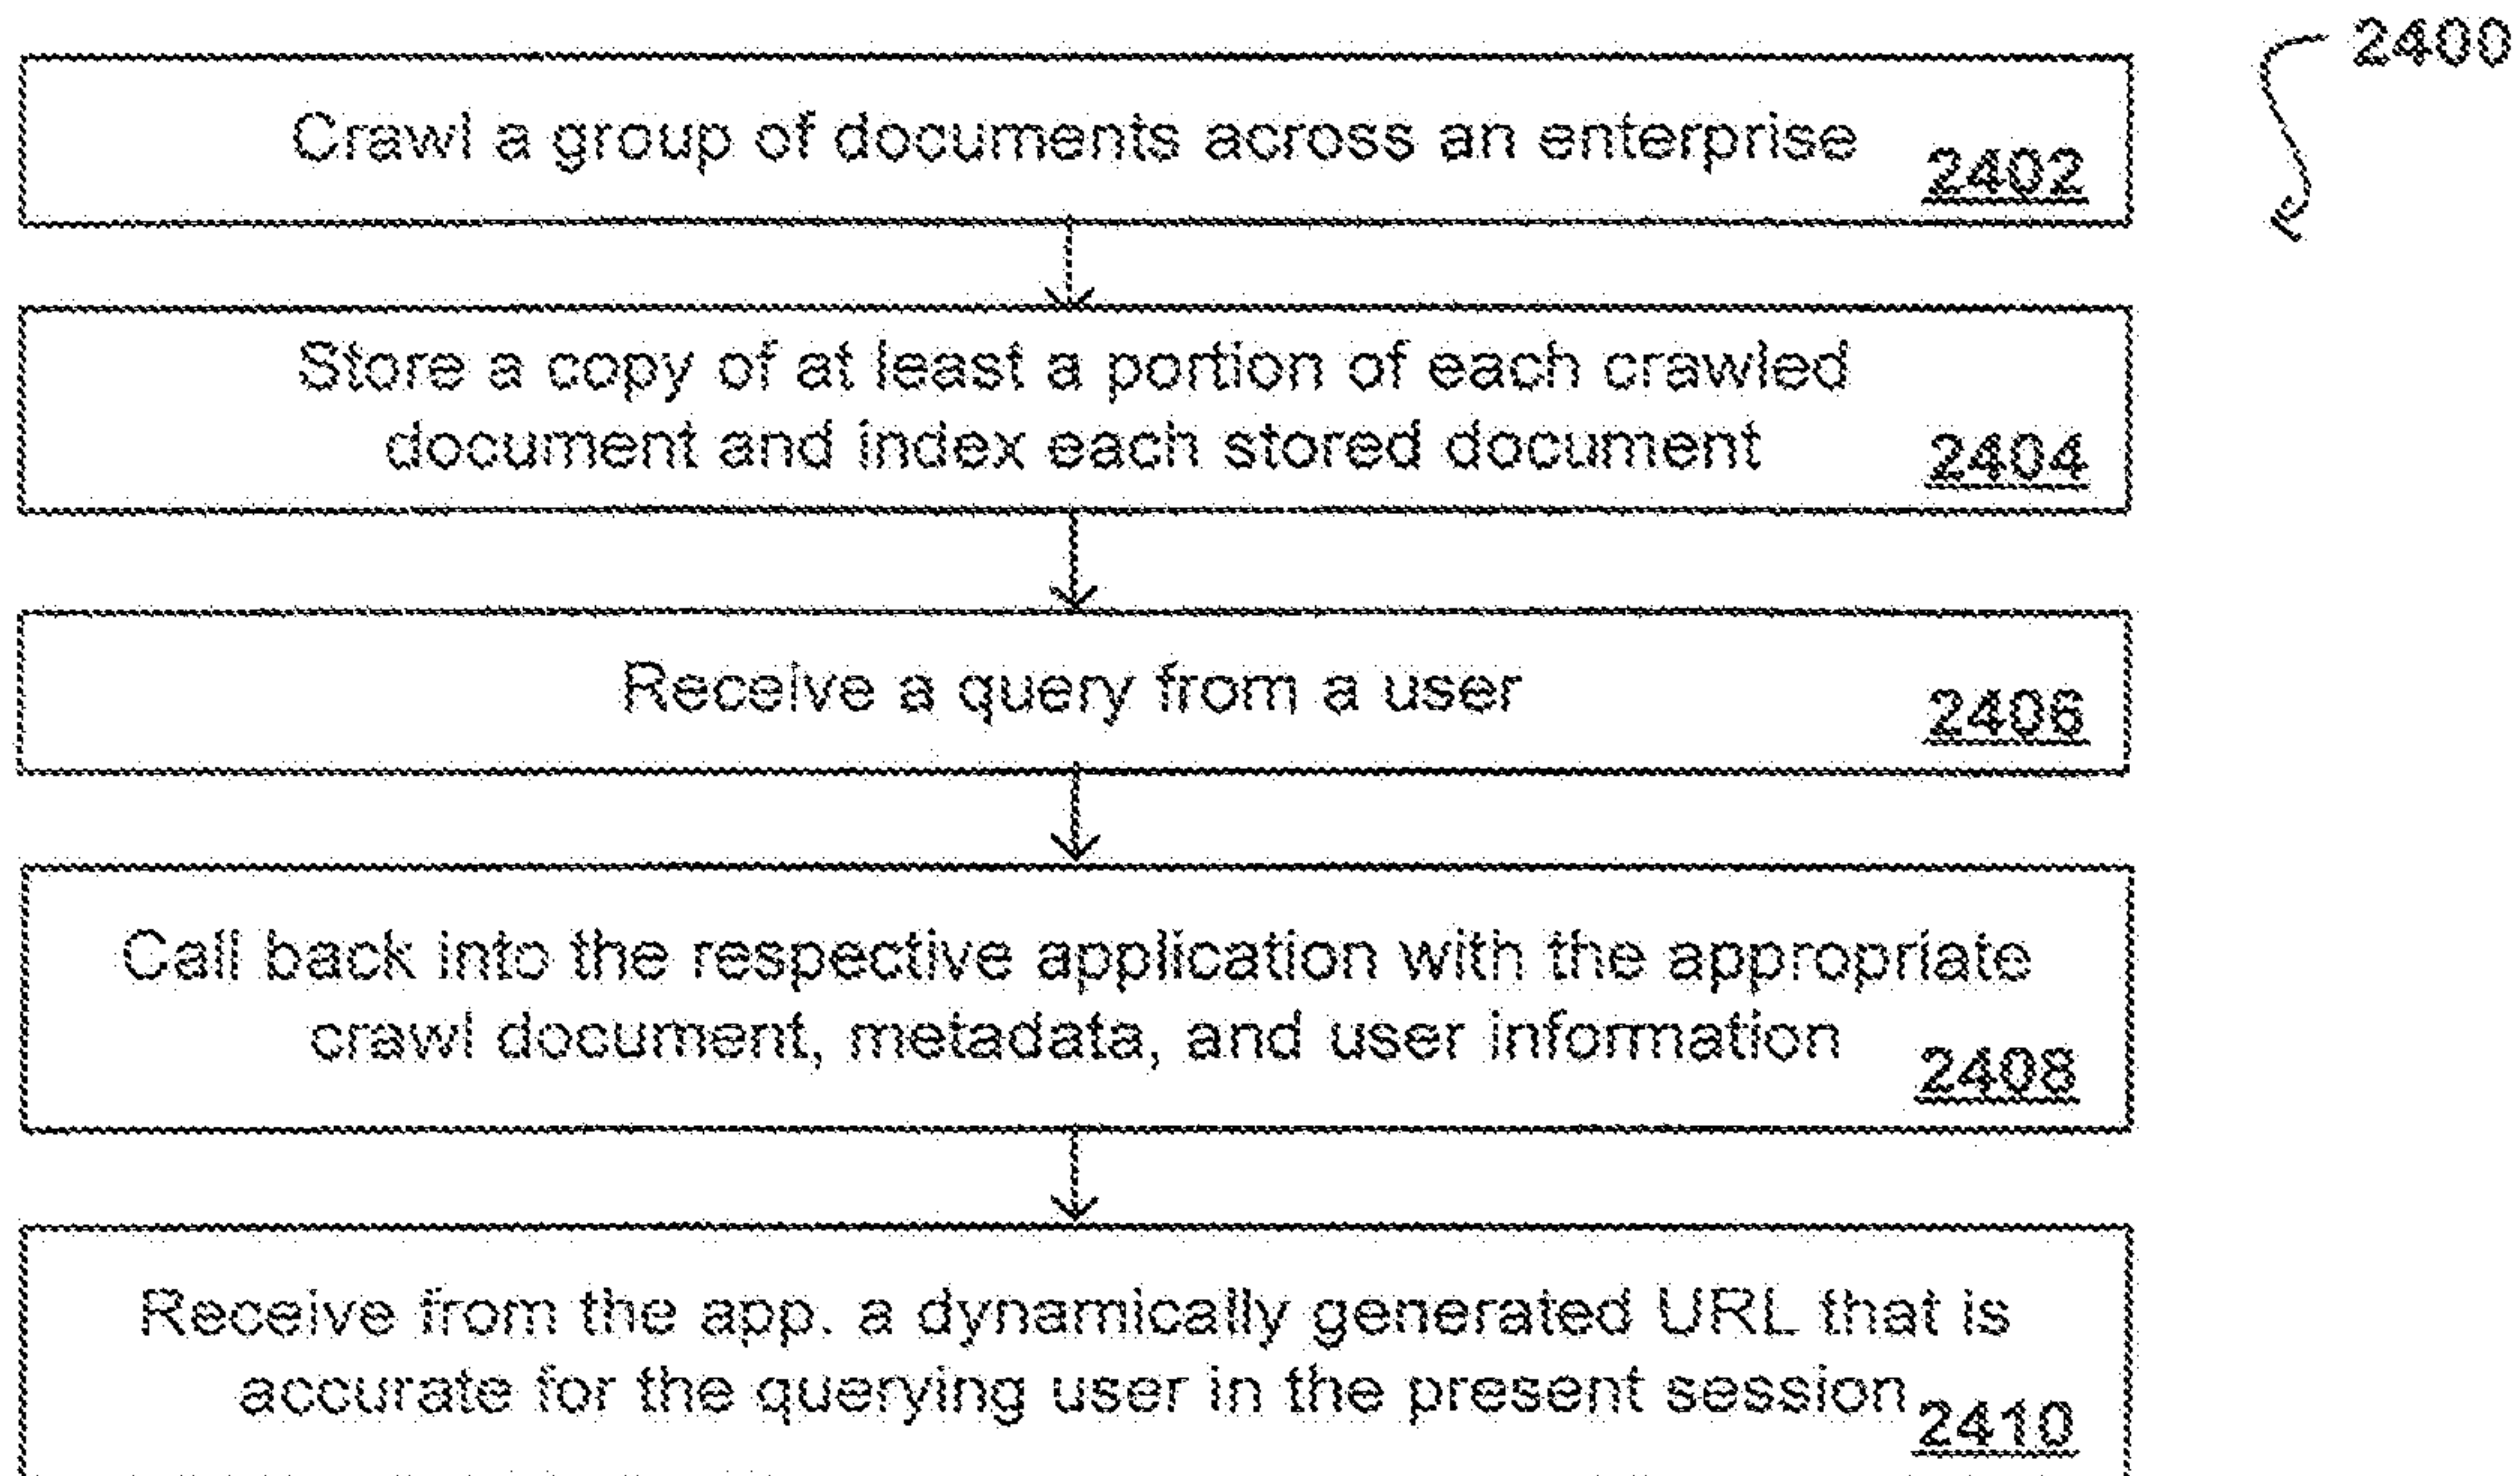 2400
Crawl a group of documents across an enterprise
2402
Store a copy of at least a portion of each crawled
document and index each stored document
2404
Receive a query from a user
2406
Call back into the respective application with the appropriate
crawl document, metadata, and user information
2408
Receive from the app. a dynamically generated URL that is
accurate for the querying user in the present session
2410